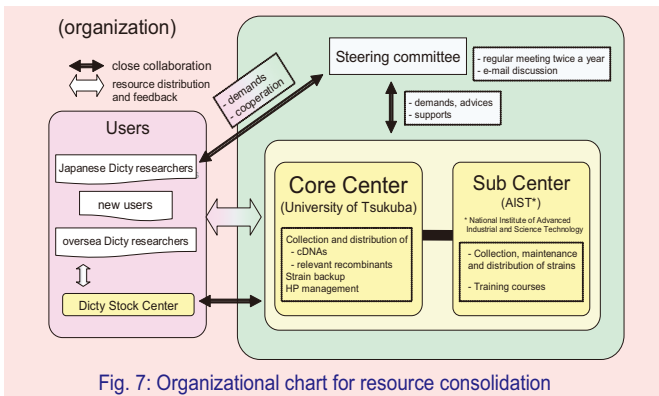 (organization)
close collaboration
resource distribution
and feedback
Users
Japanese Dicty researchers
new users
oversea Dicty researchers
Dicty Stock Center
- demands
- cooperation
Steering committee
- regular meeting twice a year
- e-mail discussion
- demands, advices
- supports
Core Center
(University of Tsukuba)
Collection and distribution of
- cDNAs
- relevant recombinants
Strain backup
HP management
Sub Center
(AIST*)
* National Institute of Advanced
Industrial and Science Technology
- Collection, maintenance
and distribution of strains
- Training courses
Fig. 7: Organizational chart for resource consolidation